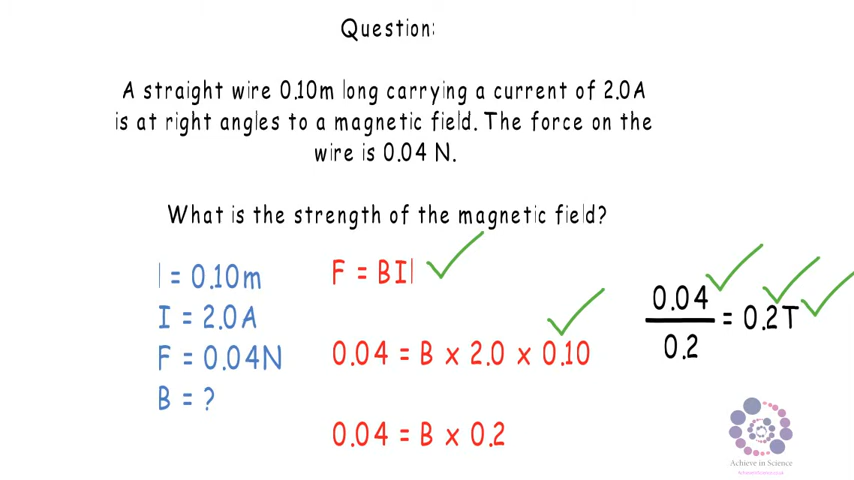 Question:
A straight wire 0.10m long carrying a current of 2.0A
is at right angles to a magnetic field. The force on the
wire is 0.04 N.
What is the strength of the magnetic field?
l = 0.10m
I = 2.0A
F = 0.04N
B = ?
F = BIl
0.04 = B x 2.0 x 0.10
0.04 = B x 0.2
0.04
0.2
= 0.2T
Achieve in Science